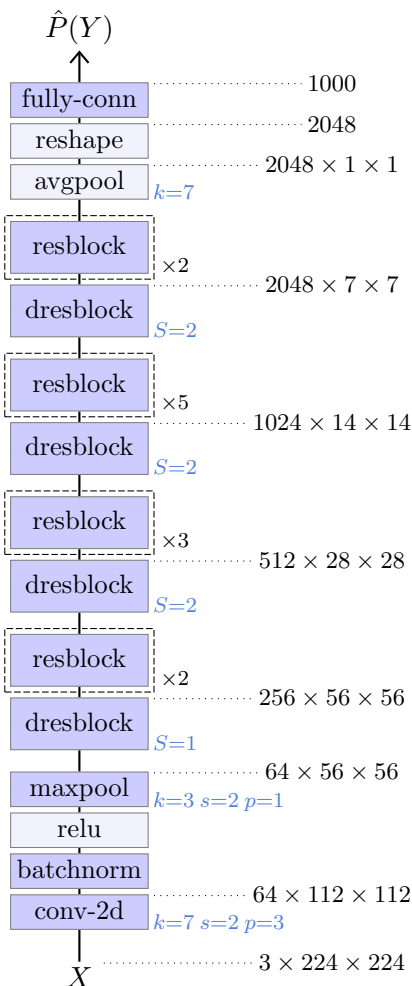 P̂(Y)
1000
fully-conn
2048
reshape
2048 × 1 × 1
avgpool
k=7
resblock
×2
2048 × 7 × 7
dresblock
S=2
resblock
×5
1024 × 14 × 14
dresblock
S=2
resblock
×3
512 × 28 × 28
dresblock
S=2
resblock
×2
256 × 56 × 56
dresblock
S=1
64 × 56 × 56
maxpool
k=3 s=2 p=1
relu
batchnorm
64 × 112 × 112
conv-2d
k=7 s=2 p=3
3 × 224 × 224
X